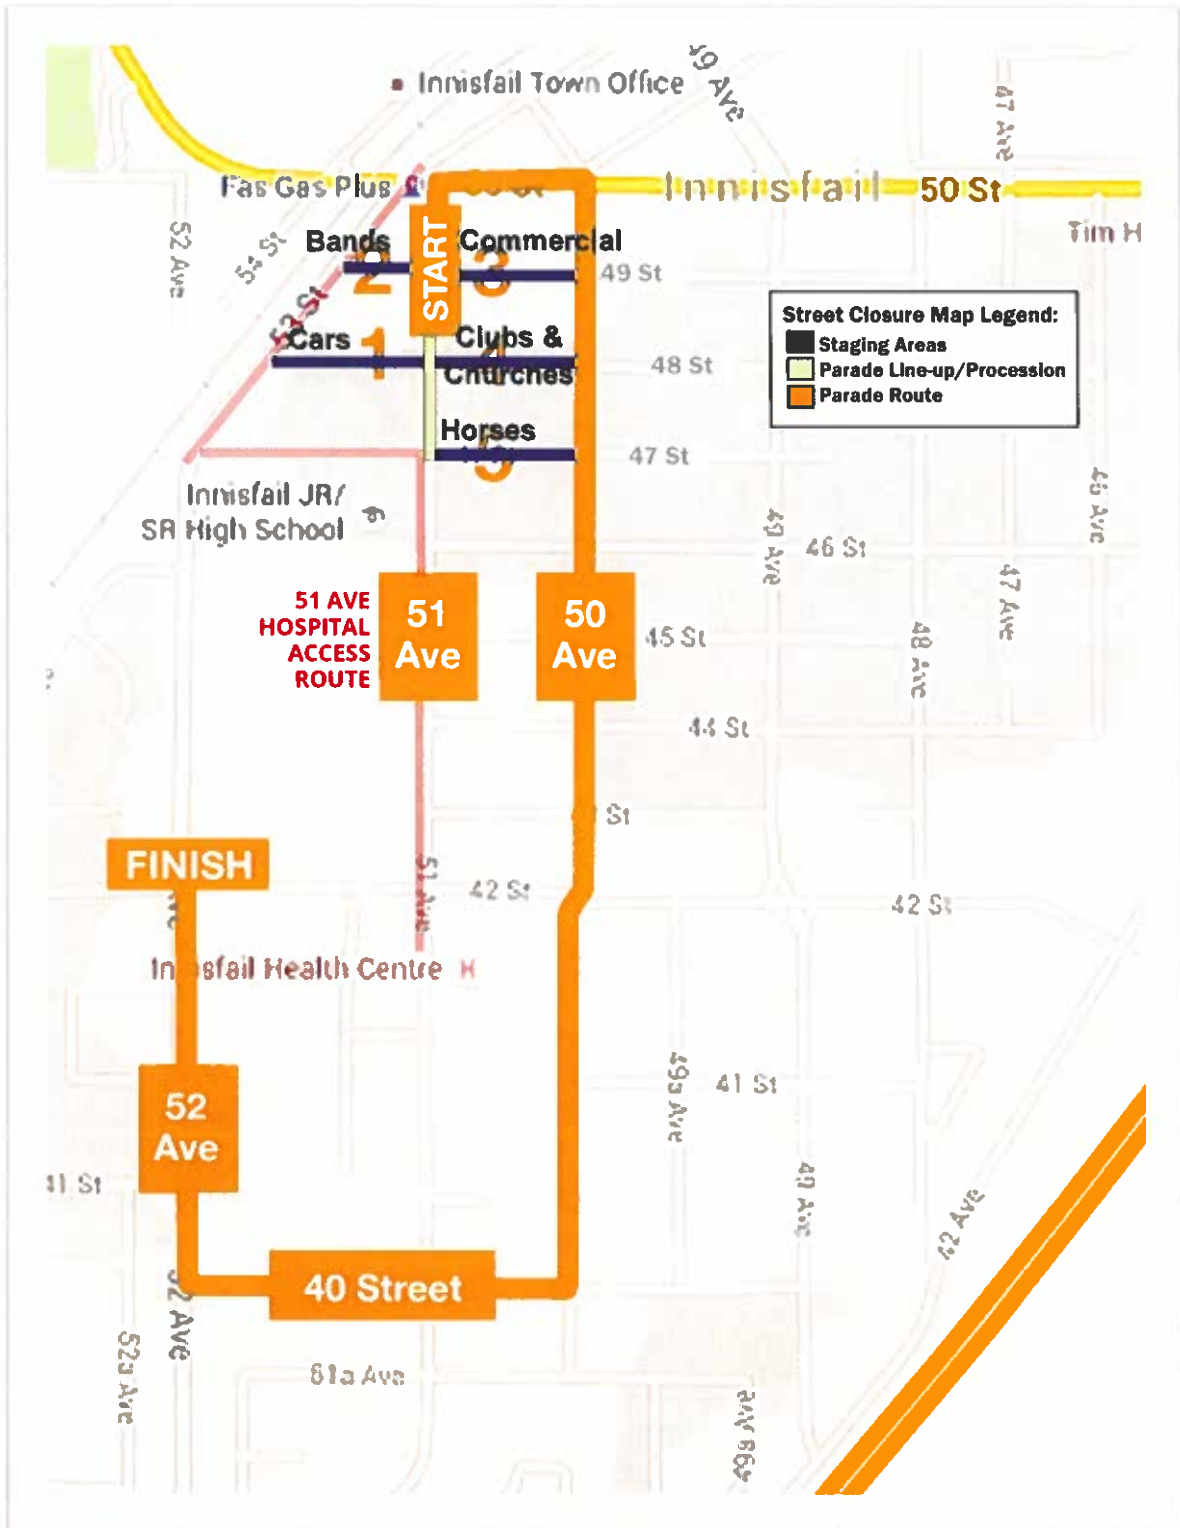 49 Ave
Innisfail Town Office
47 Ave
Fas Gas Plus
50 St
Innisfail
50 St
Tim H
52 Ave
54 St
Bands
2
START
Commercial
3
49 St
53 St
Cars
1
Clubs &
4
Churches
48 St
Street Closure Map Legend:
Staging Areas
Parade Line-up/Procession
Parade Route
Horses
5
47 St
Innisfail JR/
SR High School
49 Ave
46 St
46 Ave
47 Ave
51 AVE
HOSPITAL
ACCESS
ROUTE
51
Ave
50
Ave
45 St
48 Ave
44 St
St
FINISH
51 Ave
42 St
42 St
Innisfail Health Centre H
52
Ave
49a Ave
41 St
41 St
49 Ave
42 Ave
40 Street
52 Ave
52a Ave